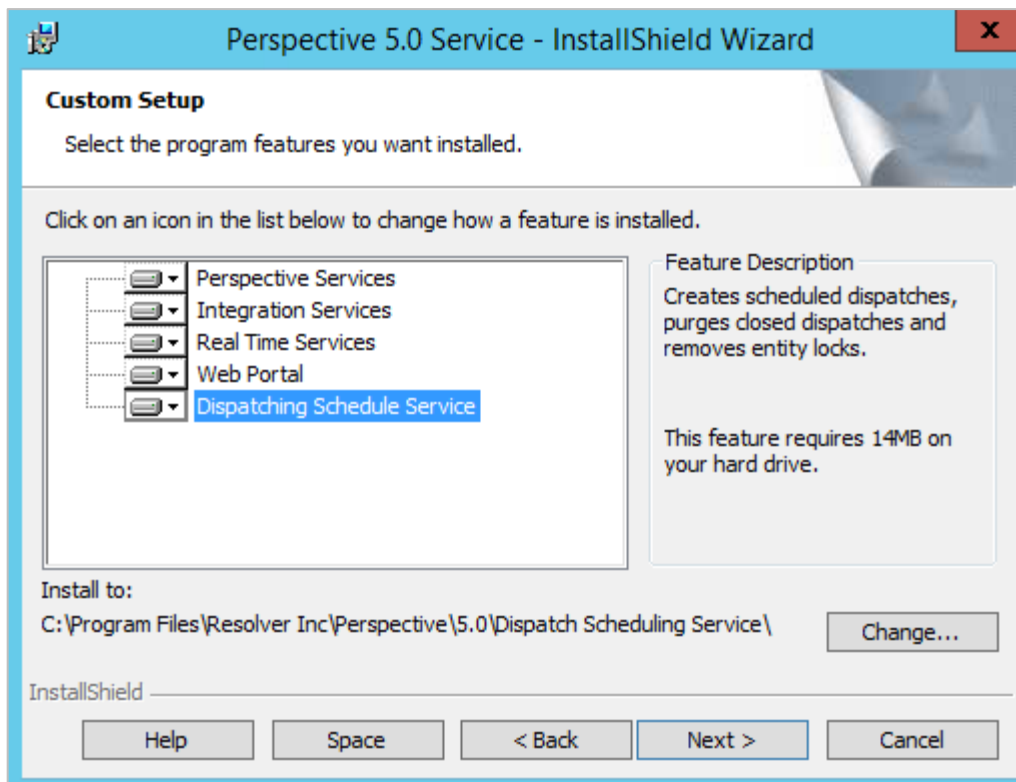 Perspective 5.0 Service - InstallShield Wizard
x
Custom Setup
Select the program features you want installed.
Click on an icon in the list below to change how a feature is installed.
Perspective Services
Integration Services
Real Time Services
Web Portal
Dispatching Schedule Service
Feature Description
Creates scheduled dispatches,
purges closed dispatches and
removes entity locks.
This feature requires 14MB on
your hard drive.
Install to:
C:\Program Files\Resolver Inc\Perspective\5.0\Dispatch Scheduling Service\
Change...
InstallShield
Help
Space
< Back
Next >
Cancel